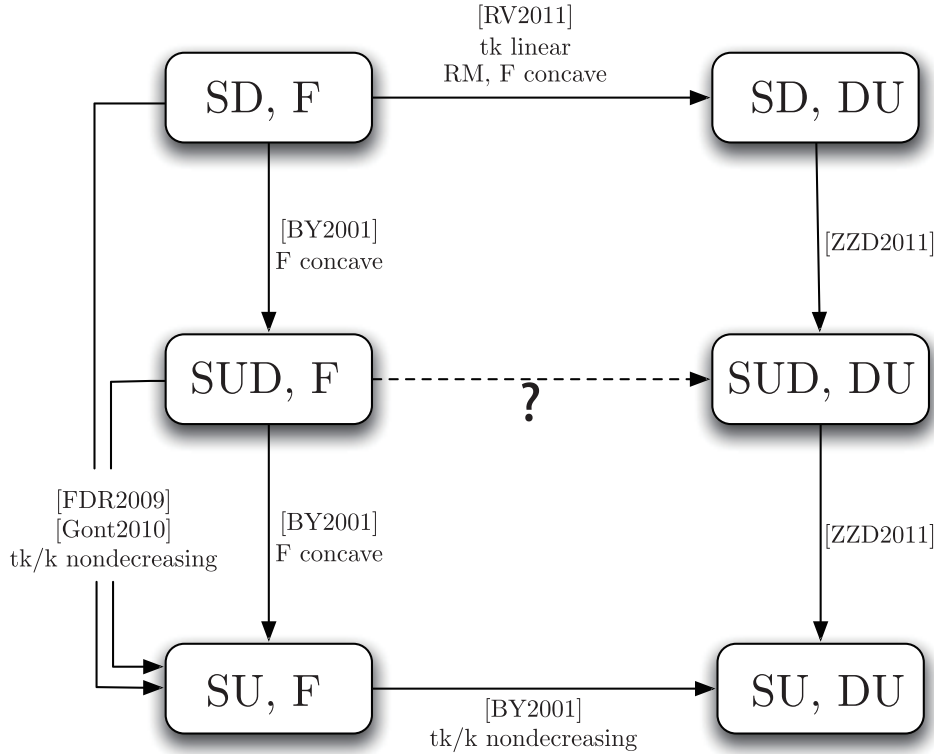 [RV2011]
tk linear
RM, F concave
SD, F
SD, DU
[BY2001]
F concave
[ZZD2011]
SUD, F
SUD, DU
?
[FDR2009]
[Gont2010]
tk/k nondecreasing
[BY2001]
F concave
[ZZD2011]
SU, F
SU, DU
[BY2001]
tk/k nondecreasing